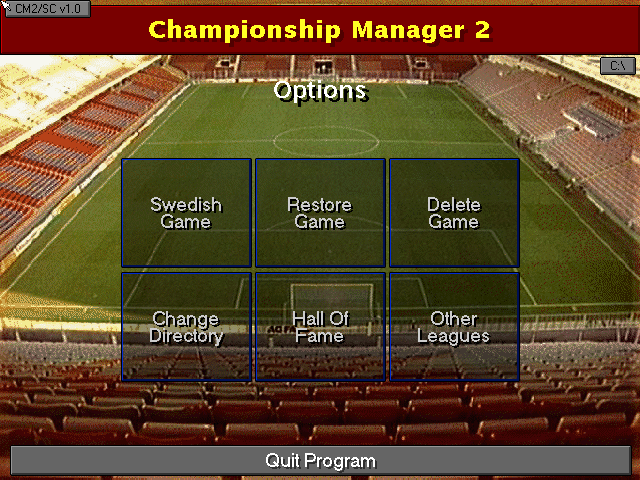 CM2/SC v1.0
Championship Manager 2
C:\
Options
Swedish
Game
Restore
Game
Delete
Game
Change
Directory
Hall Of
Fame
Other
Leagues
Quit Program